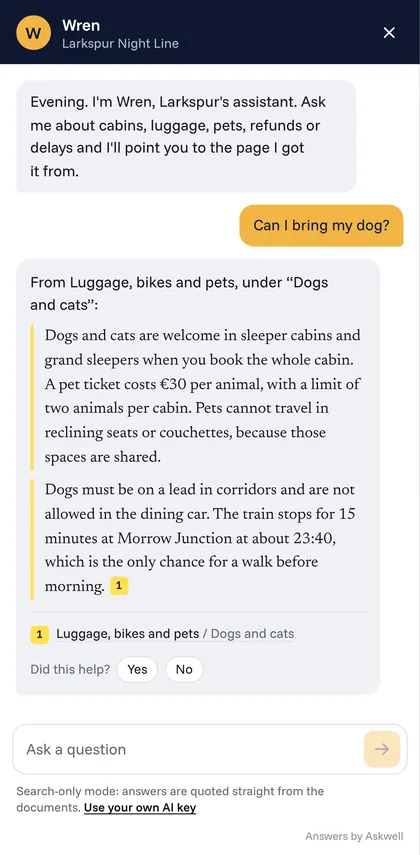 W
Wren
Larkspur Night Line
Evening. I'm Wren, Larkspur's assistant. Ask
me about cabins, luggage, pets, refunds or
delays and I'll point you to the page I got
it from.
Can I bring my dog?
From Luggage, bikes and pets, under “Dogs
and cats”:
Dogs and cats are welcome in sleeper cabins and
grand sleepers when you book the whole cabin.
A pet ticket costs €30 per animal, with a limit of
two animals per cabin. Pets cannot travel in
reclining seats or couchettes, because those
spaces are shared.
Dogs must be on a lead in corridors and are not
allowed in the dining car. The train stops for 15
minutes at Morrow Junction at about 23:40,
which is the only chance for a walk before
morning. 1
1 Luggage, bikes and pets / Dogs and cats
Did this help? Yes No
Ask a question
Search-only mode: answers are quoted straight from the
documents. Use your own AI key
Answers by Askwell